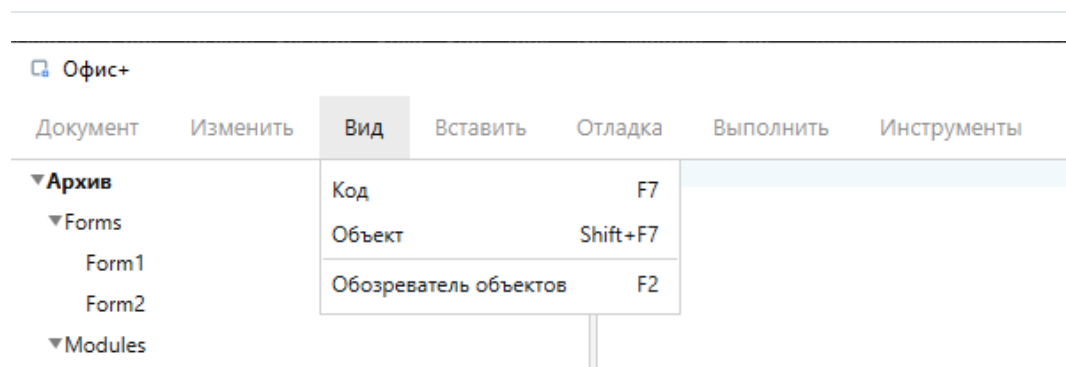 Офис+
Документ Изменить Вид Вставить Отладка Выполнить Инструменты
Архив
Forms
Form1
Form2
Modules
Код F7
Объект Shift+F7
Обозреватель объектов F2